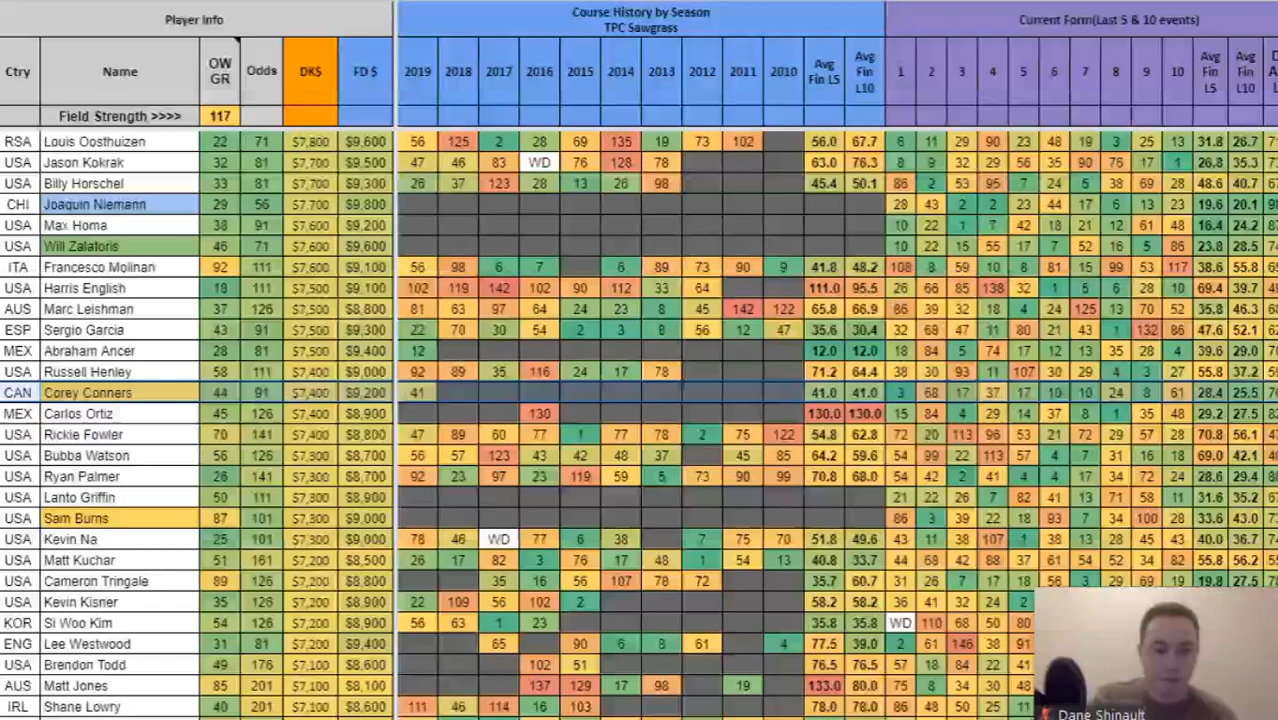 Player Info
Course History by Season
TPC Sawgrass
Current Form(Last 5 & 10 events)
Ctry Name OW GR Odds DK$ FD $ 2019 2018 2017 2016 2015 2014 2013 2012 2011 2010 Avg Fin L5 Avg Fin L10 1 2 3 4 5 6 7 8 9 10 Avg Fin L5 Avg Fin L10
Field Strength >>>> 117
RSA Louis Oosthuizen 22 71 $7,800 $9,600 56 125 2 28 69 135 19 73 102 56.0 67.7 6 11 29 90 23 48 19 3 25 13 31.8 26.7
USA Jason Kokrak 32 81 $7,700 $9,500 47 46 83 WD 76 128 78 63.0 76.3 8 9 32 29 56 35 90 76 17 1 26.8 35.3
USA Billy Horschel 33 81 $7,700 $9,300 26 37 123 28 13 26 98 45.4 50.1 86 2 53 95 7 24 5 38 69 28 48.6 40.7
CHI Joaquin Niemann 29 56 $7,700 $9,800 28 43 2 2 23 44 17 6 13 23 19.6 20.1
USA Max Homa 38 91 $7,600 $9,200 10 22 1 7 42 18 21 12 61 48 16.4 24.2
USA Will Zalatoris 46 71 $7,600 $9,600 10 22 15 55 17 7 52 16 5 86 23.8 28.5
ITA Francesco Molinari 92 111 $7,600 $9,100 56 98 6 7 6 89 73 90 9 41.8 48.2 108 8 59 10 8 81 15 99 53 117 38.6 55.8
USA Harris English 18 111 $7,500 $9,100 102 119 142 102 90 112 33 64 111.0 95.5 26 66 85 138 32 1 5 6 28 10 69.4 39.7
AUS Marc Leishman 37 126 $7,500 $8,800 81 63 97 64 24 23 8 45 142 122 65.8 66.9 86 39 32 18 4 24 125 13 52 70 35.8 46.3
ESP Sergio Garcia 43 91 $7,500 $9,300 22 70 30 54 2 3 8 56 12 47 35.6 30.4 32 68 47 11 80 21 43 1 132 86 47.6 52.1
MEX Abraham Ancer 28 81 $7,500 $9,400 12 12.0 12.0 18 84 5 74 17 12 13 35 28 4 39.6 29.0
USA Russell Henley 58 111 $7,400 $9,000 92 89 35 116 24 17 78 71.2 64.4 38 30 93 11 107 30 29 4 3 27 55.8 37.2
CAN Corey Conners 44 91 $7,400 $9,200 41 41.0 41.0 3 68 17 37 17 10 10 24 8 61 28.4 25.5
MEX Carlos Ortiz 45 126 $7,400 $8,900 130 130.0 130.0 15 84 4 29 14 37 8 1 35 48 29.2 27.5
USA Rickie Fowler 70 141 $7,400 $8,800 47 89 60 77 1 77 78 2 75 122 54.8 62.8 72 20 113 96 53 21 72 29 57 28 70.8 56.1
USA Bubba Watson 56 126 $7,300 $8,700 56 57 123 43 42 48 37 45 85 64.2 59.6 54 99 22 113 57 4 7 31 16 18 69.0 42.1
USA Ryan Palmer 26 141 $7,300 $8,700 92 23 97 23 119 59 5 73 90 99 70.8 68.0 54 42 2 41 4 4 17 34 72 24 28.6 29.4
USA Lanto Griffin 50 111 $7,300 $8,900 21 22 26 7 82 41 13 71 58 11 31.6 35.2
USA Sam Burns 87 101 $7,300 $9,000 86 3 39 22 18 93 7 34 100 28 33.6 43.0
USA Kevin Na 25 101 $7,300 $9,000 78 46 WD 77 6 38 7 75 70 51.8 49.6 43 11 38 107 1 38 13 28 45 43 40.0 36.7
USA Matt Kuchar 51 161 $7,200 $8,800 26 17 82 3 76 17 48 1 54 13 40.8 33.7 44 69 42 88 37 61 54 52 34 82 55.8 56.2
USA Cameron Tringale 89 126 $7,200 $8,800 35 16 56 107 78 72 35.7 60.7 31 26 7 17 18 56 3 29 69 19 19.8 27.5
USA Kevin Kisner 35 126 $7,200 $8,900 22 109 56 102 2 58.2 58.2 36 41 32 24 2
KOR Si Woo Kim 54 126 $7,200 $8,900 56 63 1 23 35.8 35.8 WD 110 68 50 80
ENG Lee Westwood 31 81 $7,200 $9,400 65 90 6 8 61 4 77.5 39.0 2 61 146 38 91
USA Brendon Todd 49 176 $7,100 $8,600 102 51 76.5 76.5 57 18 84 22 41
AUS Matt Jones 85 201 $7,100 $8,100 137 129 17 98 19 133.0 80.0 75 8 34 30 48
IRL Shane Lowry 40 201 $7,100 $8,600 111 46 114 16 103 78.0 78.0 86 48 50 25 11
Dane Shinault